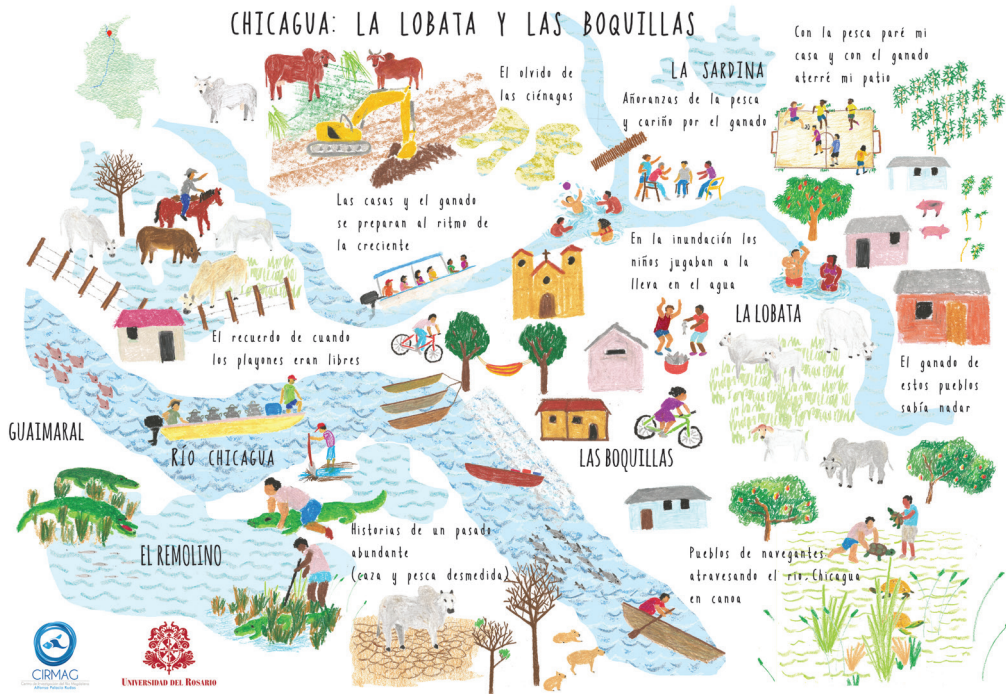 CHICAGUA: LA LOBATA Y LAS BOQUILLAS
Con la pesca paré mi
casa y con el ganado
aterré mi patio
El olvido de
las ciénagas
LA SARDINA
Añoranzas de la pesca
y cariño por el ganado
Las casas y el ganado
se preparan al ritmo de
la creciente
En la inundación los
niños jugaban a la
lleva en el agua
LA LOBATA
El recuerdo de cuando
los playones eran libres
El ganado de
estos pueblos
sabía nadar
GUAIMARAL
RÍO CHICAGUA
LAS BOQUILLAS
EL REMOLINO
Historias de un pasado
abundante
(caza y pesca desmedida)
Pueblos de navegantes
atravesando el río Chicagua
en canoa
CIRMAG
Alfonso Palacio Rudas
UNIVERSIDAD DEL ROSARIO